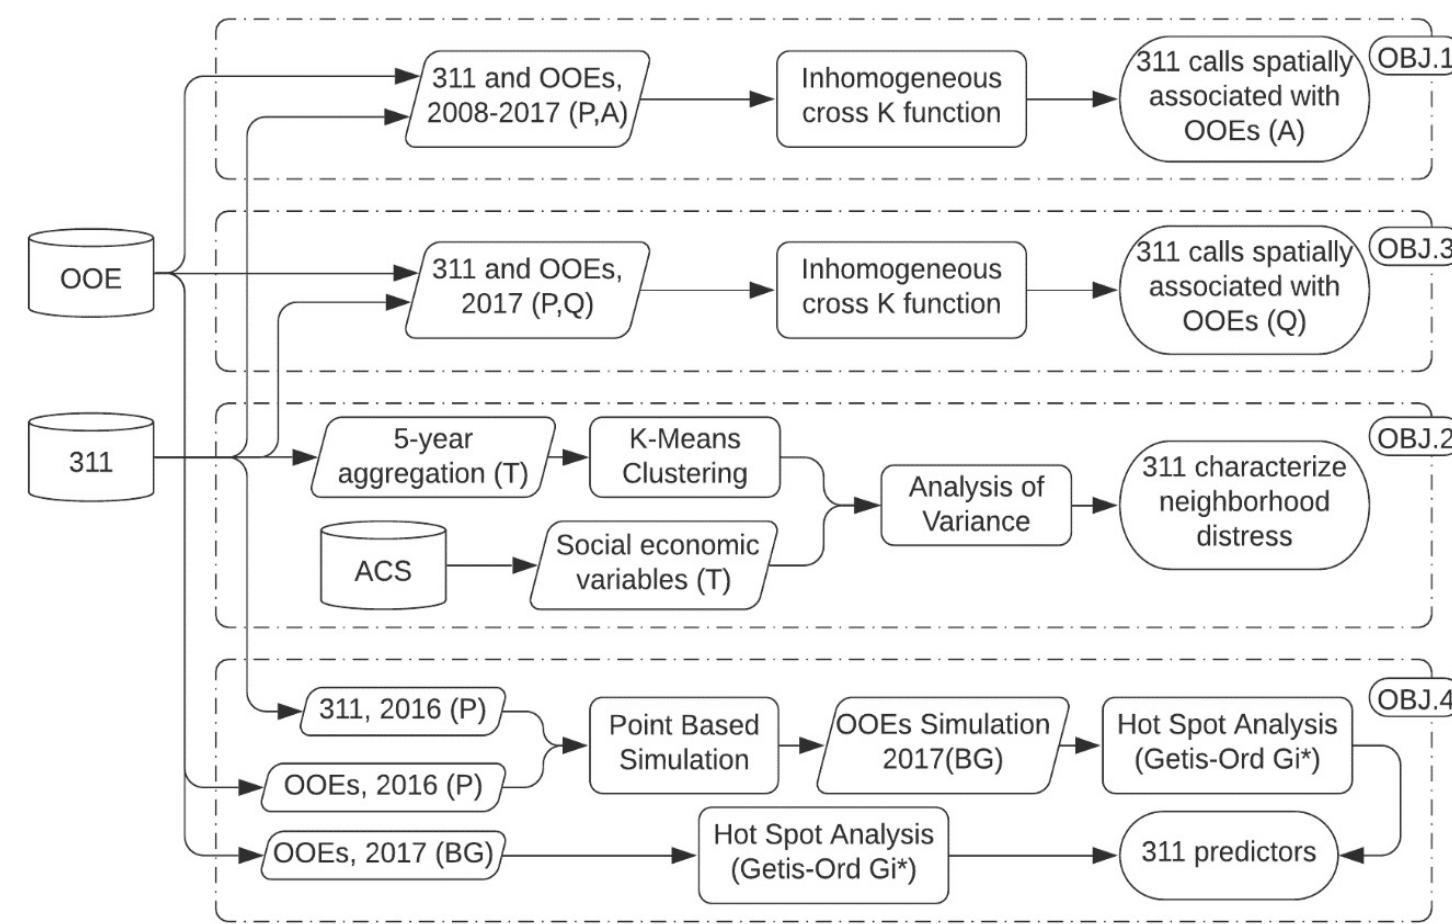 OBJ.1
311 and OOEs,
2008-2017 (P,A)
Inhomogeneous
cross K function
311 calls spatially
associated with
OOEs (A)
OBJ.3
OOE
311 and OOEs,
2017 (P,Q)
Inhomogeneous
cross K function
311 calls spatially
associated with
OOEs (Q)
OBJ.2
311
5-year
aggregation (T)
K-Means
Clustering
ACS
Social economic
variables (T)
Analysis of
Variance
311 characterize
neighborhood
distress
OBJ.4
311, 2016 (P)
OOEs, 2016 (P)
Point Based
Simulation
OOEs Simulation
2017(BG)
Hot Spot Analysis
(Getis-Ord Gi*)
OOEs, 2017 (BG)
Hot Spot Analysis
(Getis-Ord Gi*)
311 predictors